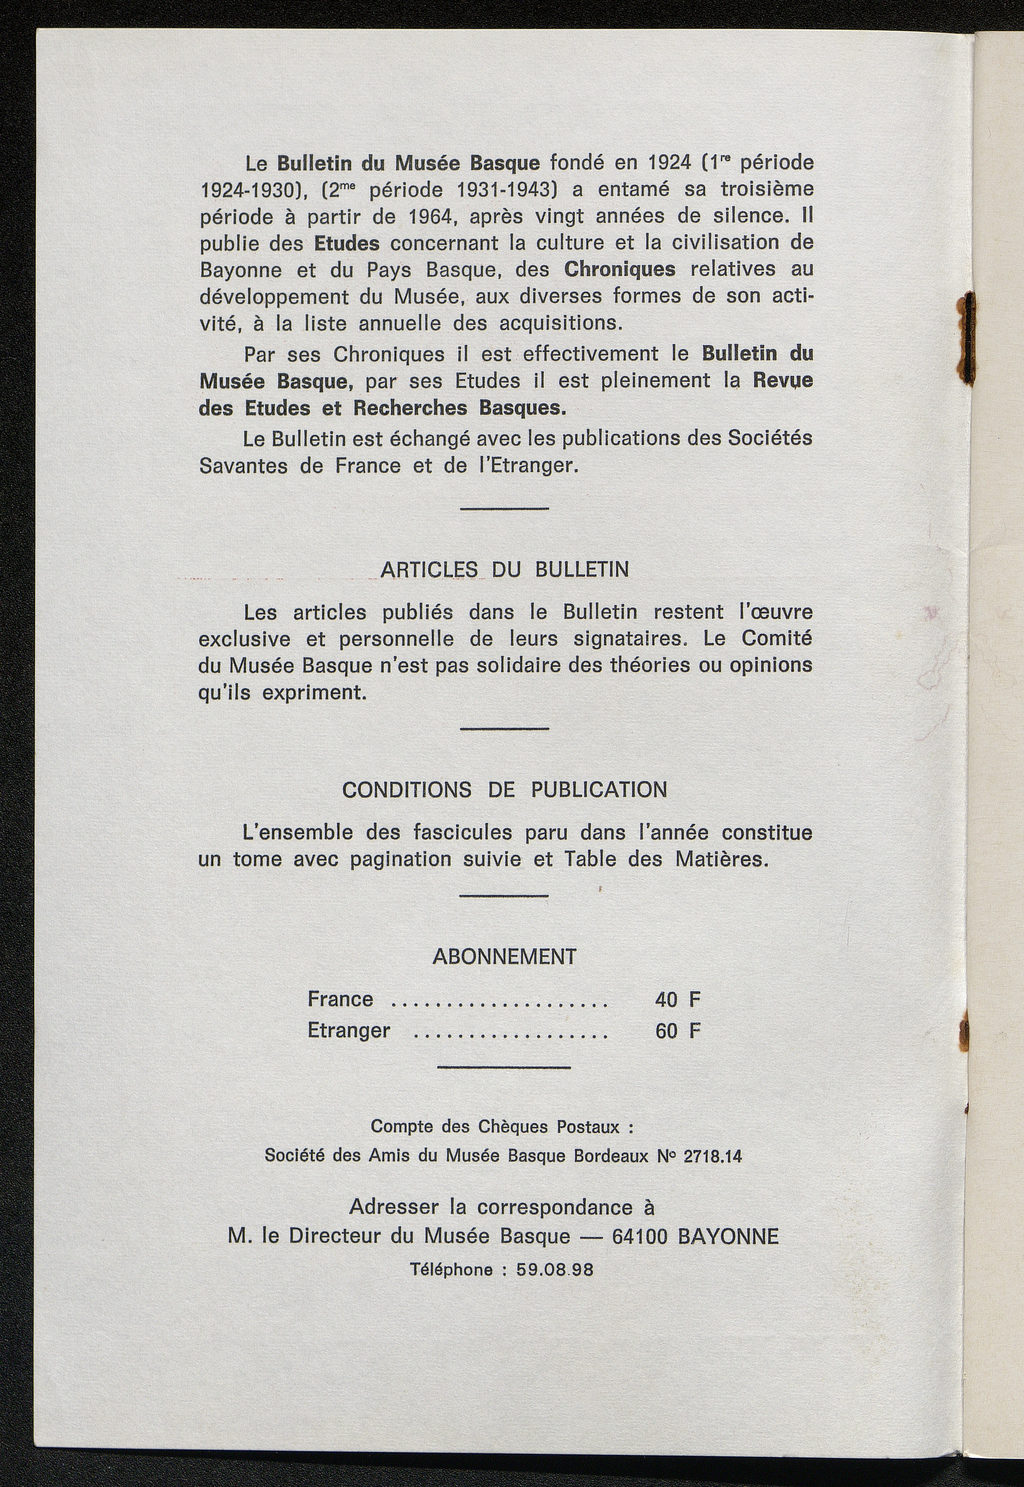 Le Bulletin du Musée Basque fondé en 1924 (1re période
1924-1930), (2me période 1931-1943) a entamé sa troisième
période à partir de 1964, après vingt années de silence. Il
publie des Etudes concernant la culture et la civilisation de
Bayonne et du Pays Basque, des Chroniques relatives au
développement du Musée, aux diverses formes de son acti-
vité, à la liste annuelle des acquisitions.
Par ses Chroniques il est effectivement le Bulletin du
Musée Basque, par ses Etudes il est pleinement la Revue
des Etudes et Recherches Basques.
Le Bulletin est échangé avec les publications des Sociétés
Savantes de France et de l'Etranger.
ARTICLES DU BULLETIN
Les articles publiés dans le Bulletin restent l'œuvre
exclusive et personnelle de leurs signataires. Le Comité
du Musée Basque n'est pas solidaire des théories ou opinions
qu'ils expriment.
CONDITIONS DE PUBLICATION
L'ensemble des fascicules paru dans l'année constitue
un tome avec pagination suivie et Table des Matières.
ABONNEMENT
France .................... 40 F
Etranger .................. 60 F
Compte des Chèques Postaux :
Société des Amis du Musée Basque Bordeaux No 2718.14
Adresser la correspondance à
M. le Directeur du Musée Basque — 64100 BAYONNE
Téléphone : 59.08.98